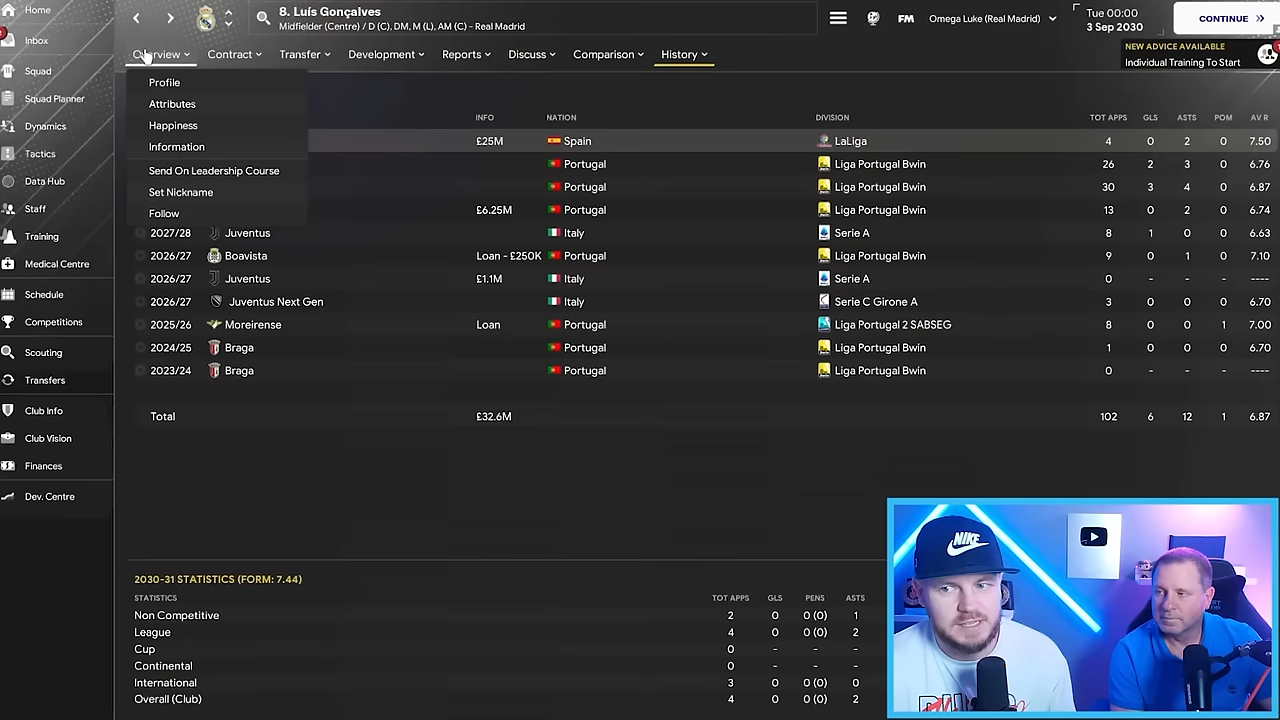 8. Luís Gonçalves
Midfielder (Centre) / D (C), DM, M (L), AM (C) - Real Madrid
FM
Omega Luke (Real Madrid)
Tue 00:00
3 Sep 2030
CONTINUE
Home
Inbox
Squad
Squad Planner
Dynamics
Tactics
Data Hub
Staff
Training
Medical Centre
Schedule
Competitions
Scouting
Transfers
Club Info
Club Vision
Finances
Dev. Centre
Overview Contract Transfer Development Reports Discuss Comparison History
NEW ADVICE AVAILABLE
Individual Training To Start
Profile
Attributes
Happiness
Information
Send On Leadership Course
Set Nickname
Follow
INFO NATION DIVISION TOT APPS GLS ASTS POM AV R
£25M Spain LaLiga 4 0 2 0 7.50
Portugal Liga Portugal Bwin 26 2 3 0 6.76
Portugal Liga Portugal Bwin 30 3 4 0 6.87
£6.25M Portugal Liga Portugal Bwin 13 0 2 0 6.74
2027/28 Juventus Italy Serie A 8 1 0 0 6.63
2026/27 Boavista Loan - £250K Portugal Liga Portugal Bwin 9 0 1 0 7.10
2026/27 Juventus £1.1M Italy Serie A 0 - - - ----
2026/27 Juventus Next Gen Italy Serie C Girone A 3 0 0 0 6.70
2025/26 Moreirense Loan Portugal Liga Portugal 2 SABSEG 8 0 0 1 7.00
2024/25 Braga Portugal Liga Portugal Bwin 1 0 0 0 6.70
2023/24 Braga Portugal Liga Portugal Bwin 0 - - - ----
Total £32.6M 102 6 12 1 6.87
2030-31 STATISTICS (FORM: 7.44)
STATISTICS TOT APPS GLS PENS ASTS
Non Competitive 2 0 0 (0) 1
League 4 0 0 (0) 2
Cup 0 - - -
Continental 0 - - -
International 3 0 0 (0) 0
Overall (Club) 4 0 0 (0) 2
NIKE